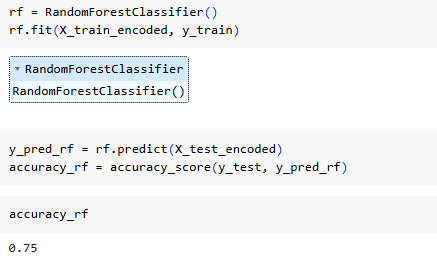 rf = RandomForestClassifier()
rf.fit(X_train_encoded, y_train)
▾ RandomForestClassifier
RandomForestClassifier()
y_pred_rf = rf.predict(X_test_encoded)
accuracy_rf = accuracy_score(y_test, y_pred_rf)
accuracy_rf
0.75